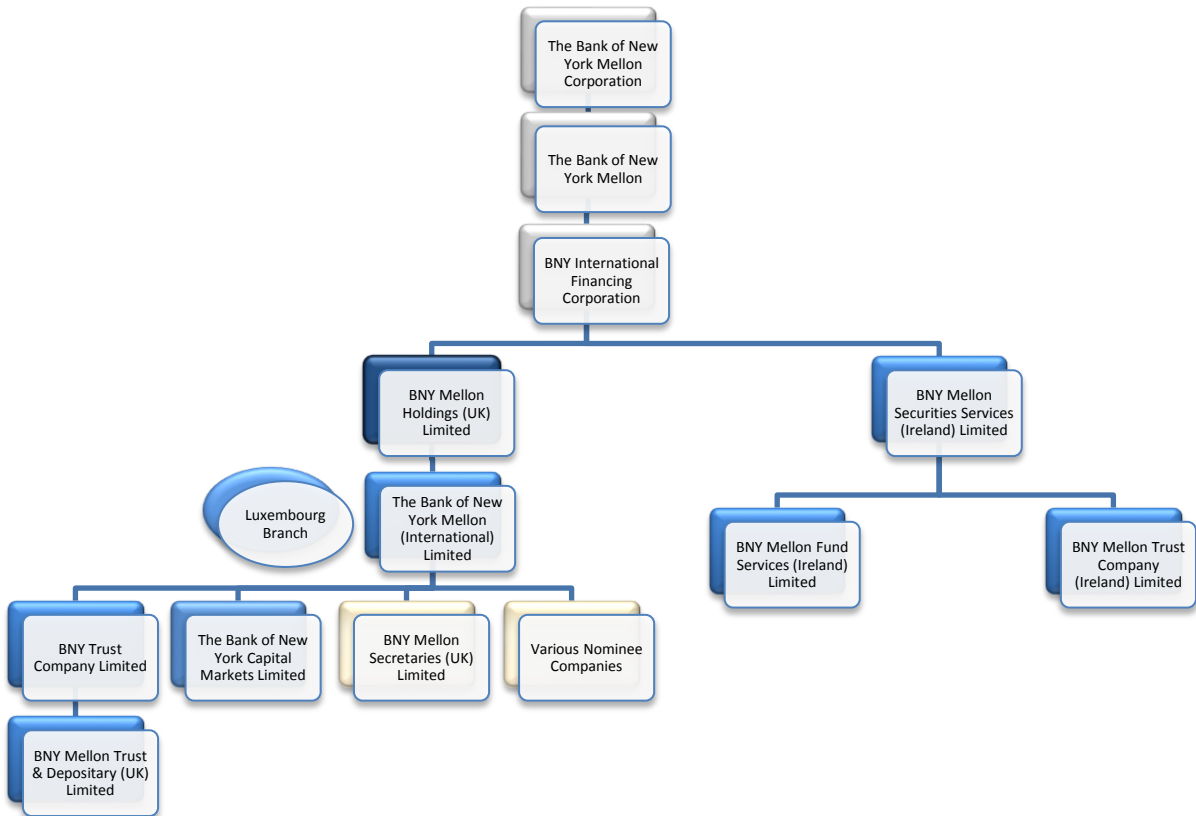 The Bank of New
York Mellon
Corporation
The Bank of New
York Mellon
BNY International
Financing
Corporation
BNY Mellon
Holdings (UK)
Limited
BNY Mellon
Securities Services
(Ireland) Limited
Luxembourg
Branch
The Bank of New
York Mellon
(International)
Limited
BNY Mellon Fund
Services (Ireland)
Limited
BNY Mellon Trust
Company
(Ireland) Limited
BNY Trust
Company Limited
The Bank of New
York Capital
Markets Limited
BNY Mellon
Secretaries (UK)
Limited
Various Nominee
Companies
BNY Mellon Trust
& Depositary (UK)
Limited